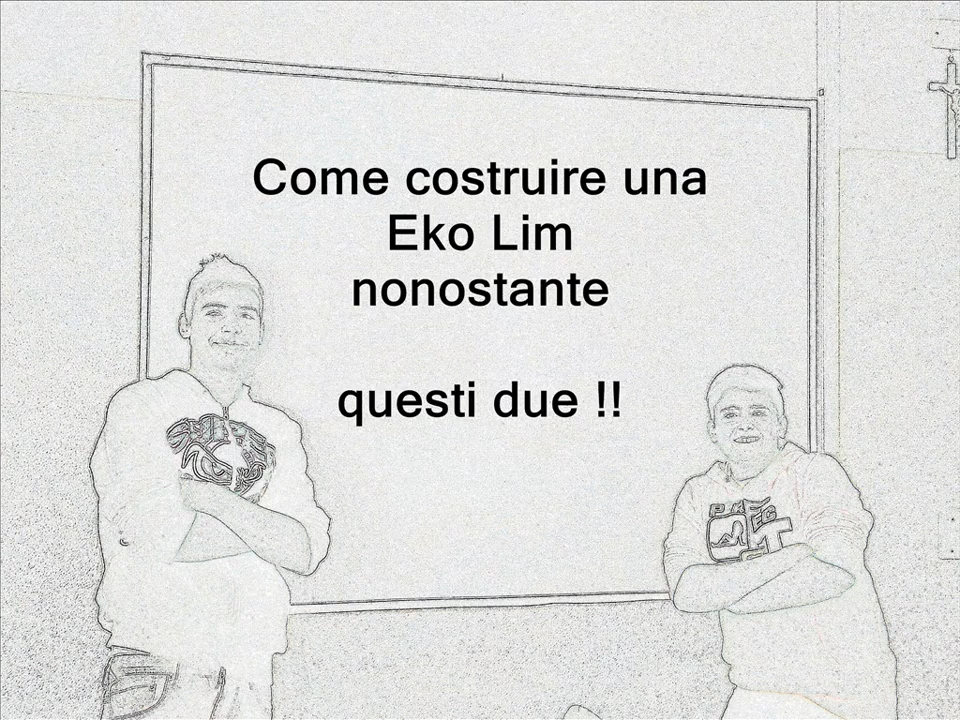 Come costruire una
Eko Lim
nonostante
questi due !!